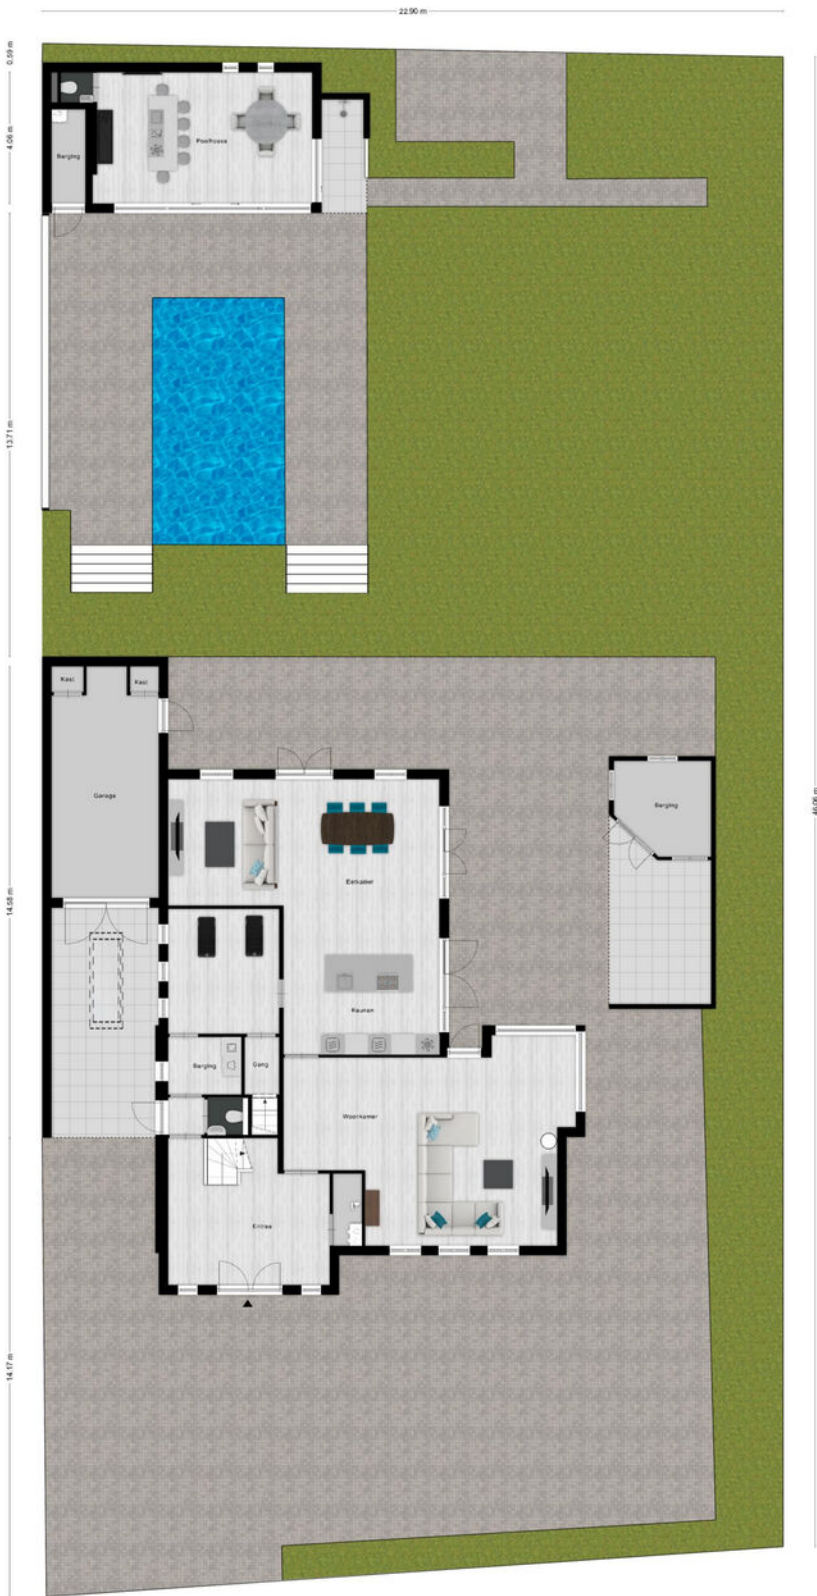 22.90 m
0.59 m
4.06 m
Poolhouse
Berging
13.71 m
Kast
Kast
Garage
Berging
46.06 m
Eetkamer
14.58 m
Keuken
Berging
Gang
Woonkamer
Entree
14.17 m